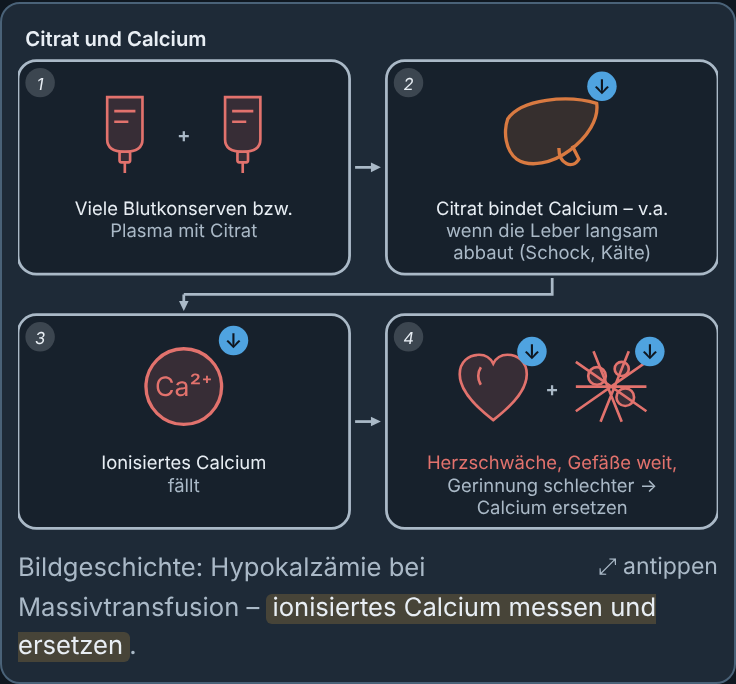 Citrat und Calcium
1
+
Viele Blutkonserven bzw.
Plasma mit Citrat
2
Citrat bindet Calcium – v.a.
wenn die Leber langsam
abbaut (Schock, Kälte)
3
Ca²⁺
Ionisiertes Calcium
fällt
4
+
Herzschwäche, Gefäße weit,
Gerinnung schlechter →
Calcium ersetzen
Bildgeschichte: Hypokalzämie bei
Massivtransfusion – ionisiertes Calcium messen und
ersetzen.
⤢ antippen